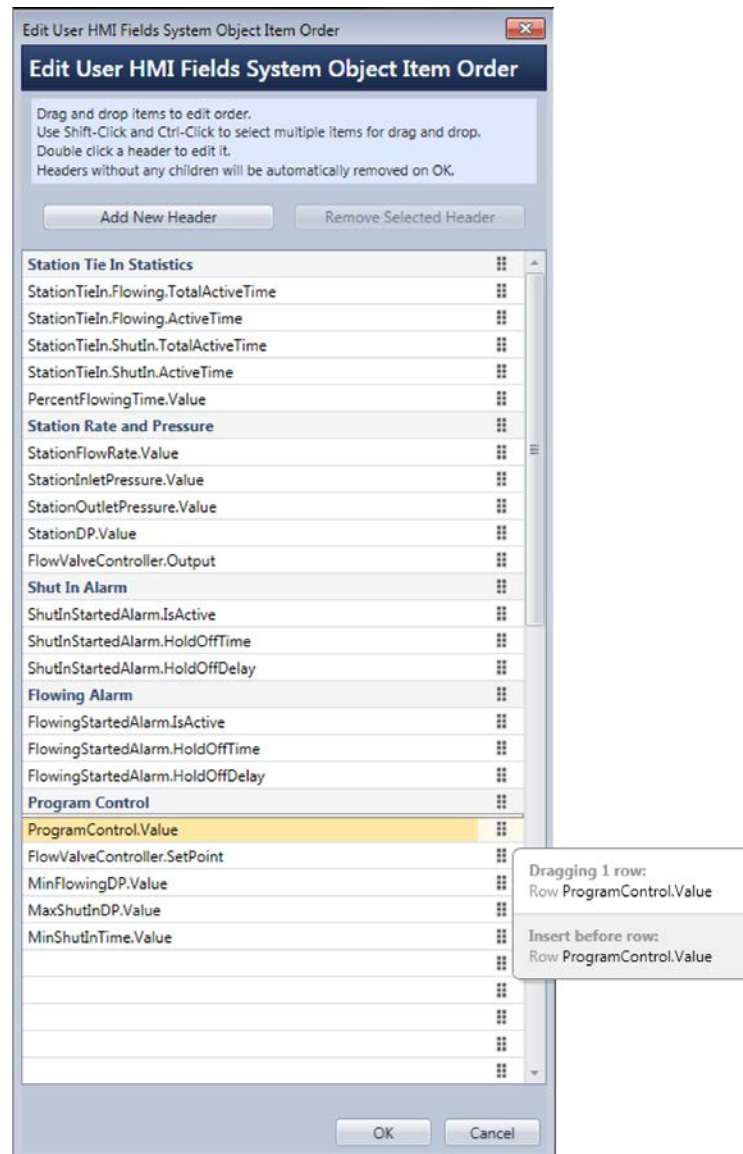 Edit User HMI Fields System Object Item Order
Edit User HMI Fields System Object Item Order
Drag and drop items to edit order.
Use Shift-Click and Ctrl-Click to select multiple items for drag and drop.
Double click a header to edit it.
Headers without any children will be automatically removed on OK.
Add New Header Remove Selected Header
Station Tie In Statistics
StationTieIn.Flowing.TotalActiveTime
StationTieIn.Flowing.ActiveTime
StationTieIn.ShutIn.TotalActiveTime
StationTieIn.ShutIn.ActiveTime
PercentFlowingTime.Value
Station Rate and Pressure
StationFlowRate.Value
StationInletPressure.Value
StationOutletPressure.Value
StationDP.Value
FlowValveController.Output
Shut In Alarm
ShutInStartedAlarm.IsActive
ShutInStartedAlarm.HoldOffTime
ShutInStartedAlarm.HoldOffDelay
Flowing Alarm
FlowingStartedAlarm.IsActive
FlowingStartedAlarm.HoldOffTime
FlowingStartedAlarm.HoldOffDelay
Program Control
ProgramControl.Value
FlowValveController.SetPoint
MinFlowingDP.Value
MaxShutInDP.Value
MinShutInTime.Value
Dragging 1 row:
Row ProgramControl.Value
Insert before row:
Row ProgramControl.Value
OK Cancel